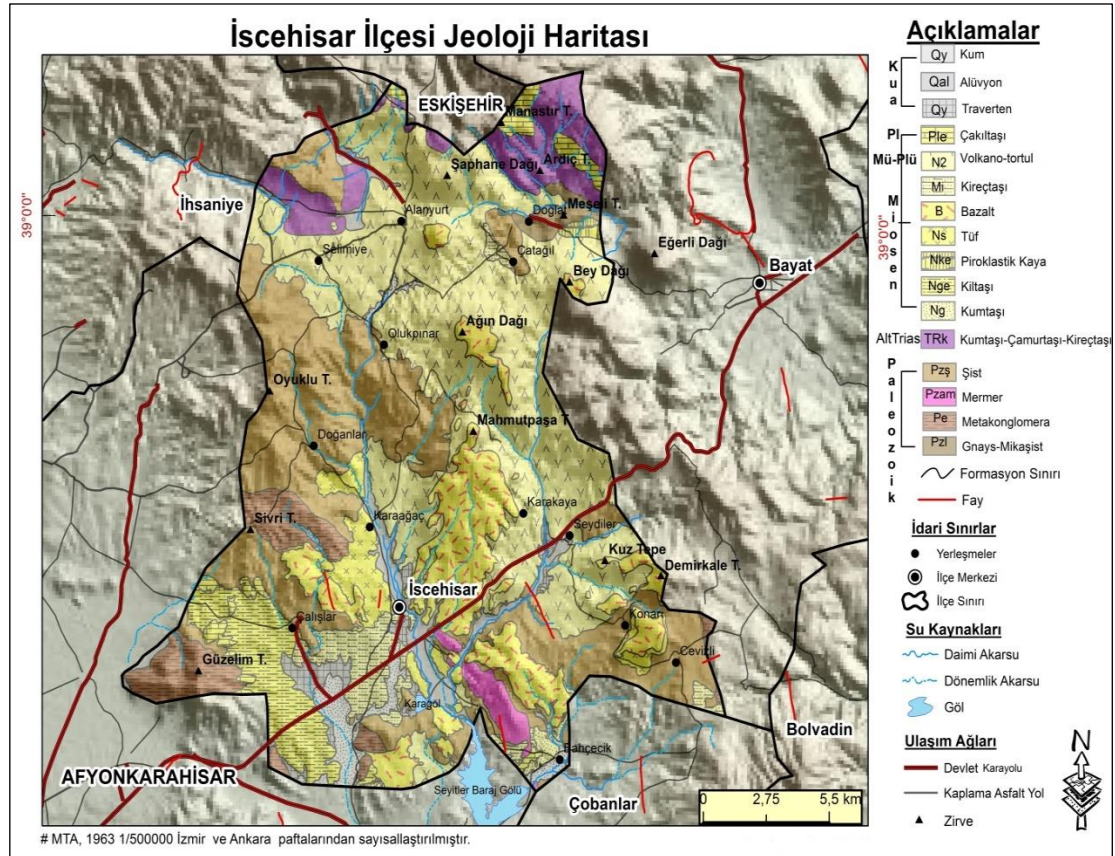 İscehisar İlçesi Jeoloji Haritası
ESKİŞEHİR
Manastır T.
Şaphane Dağı
Ardıç T.
İhsaniye
Alanyurt
Doğlat
Meşeli T.
39°0'0"
39°0'0"
Selimiye
Çatağıl
Eğerli Dağı
Bey Dağı
Bayat
Ağın Dağı
Olukpınar
Oyuklu T.
Mahmutpaşa T
Doğanlar
Karaağaç
Karakaya
Sivri T.
Seydiler
Kuz Tepe
Demirkale T.
İscehisar
Çalışlar
Konarı
Güzelim T.
Cevizli
Karagöl
Bolvadin
Bahçecik
AFYONKARAHİSAR
Seyitler Baraj Gölü
Çobanlar
0 2,75 5,5 km
# MTA, 1963 1/500000 İzmir ve Ankara paftalarından sayısallaştırılmıştır.
Açıklamalar
Kua
Qy Kum
Qal Alüvyon
Qy Traverten
Pl
Ple Çakıltaşı
Mü-Plü
N2 Volkano-tortul
Miosen
Mi Kireçtaşı
B Bazalt
Ns Tüf
Nke Piroklastik Kaya
Nge Kiltaşı
Ng Kumtaşı
AltTrias TRk Kumtaşı-Çamurtaşı-Kireçtaşı
Paleozoik
Pzş Şist
Pzam Mermer
Pe Metakonglomera
Pzl Gnays-Mikaşist
Formasyon Sınırı
Fay
İdari Sınırlar
Yerleşmeler
İlçe Merkezi
İlçe Sınırı
Su Kaynakları
Daimi Akarsu
Dönemlik Akarsu
Göl
Ulaşım Ağları
Devlet Karayolu
Kaplama Asfalt Yol
Zirve
N